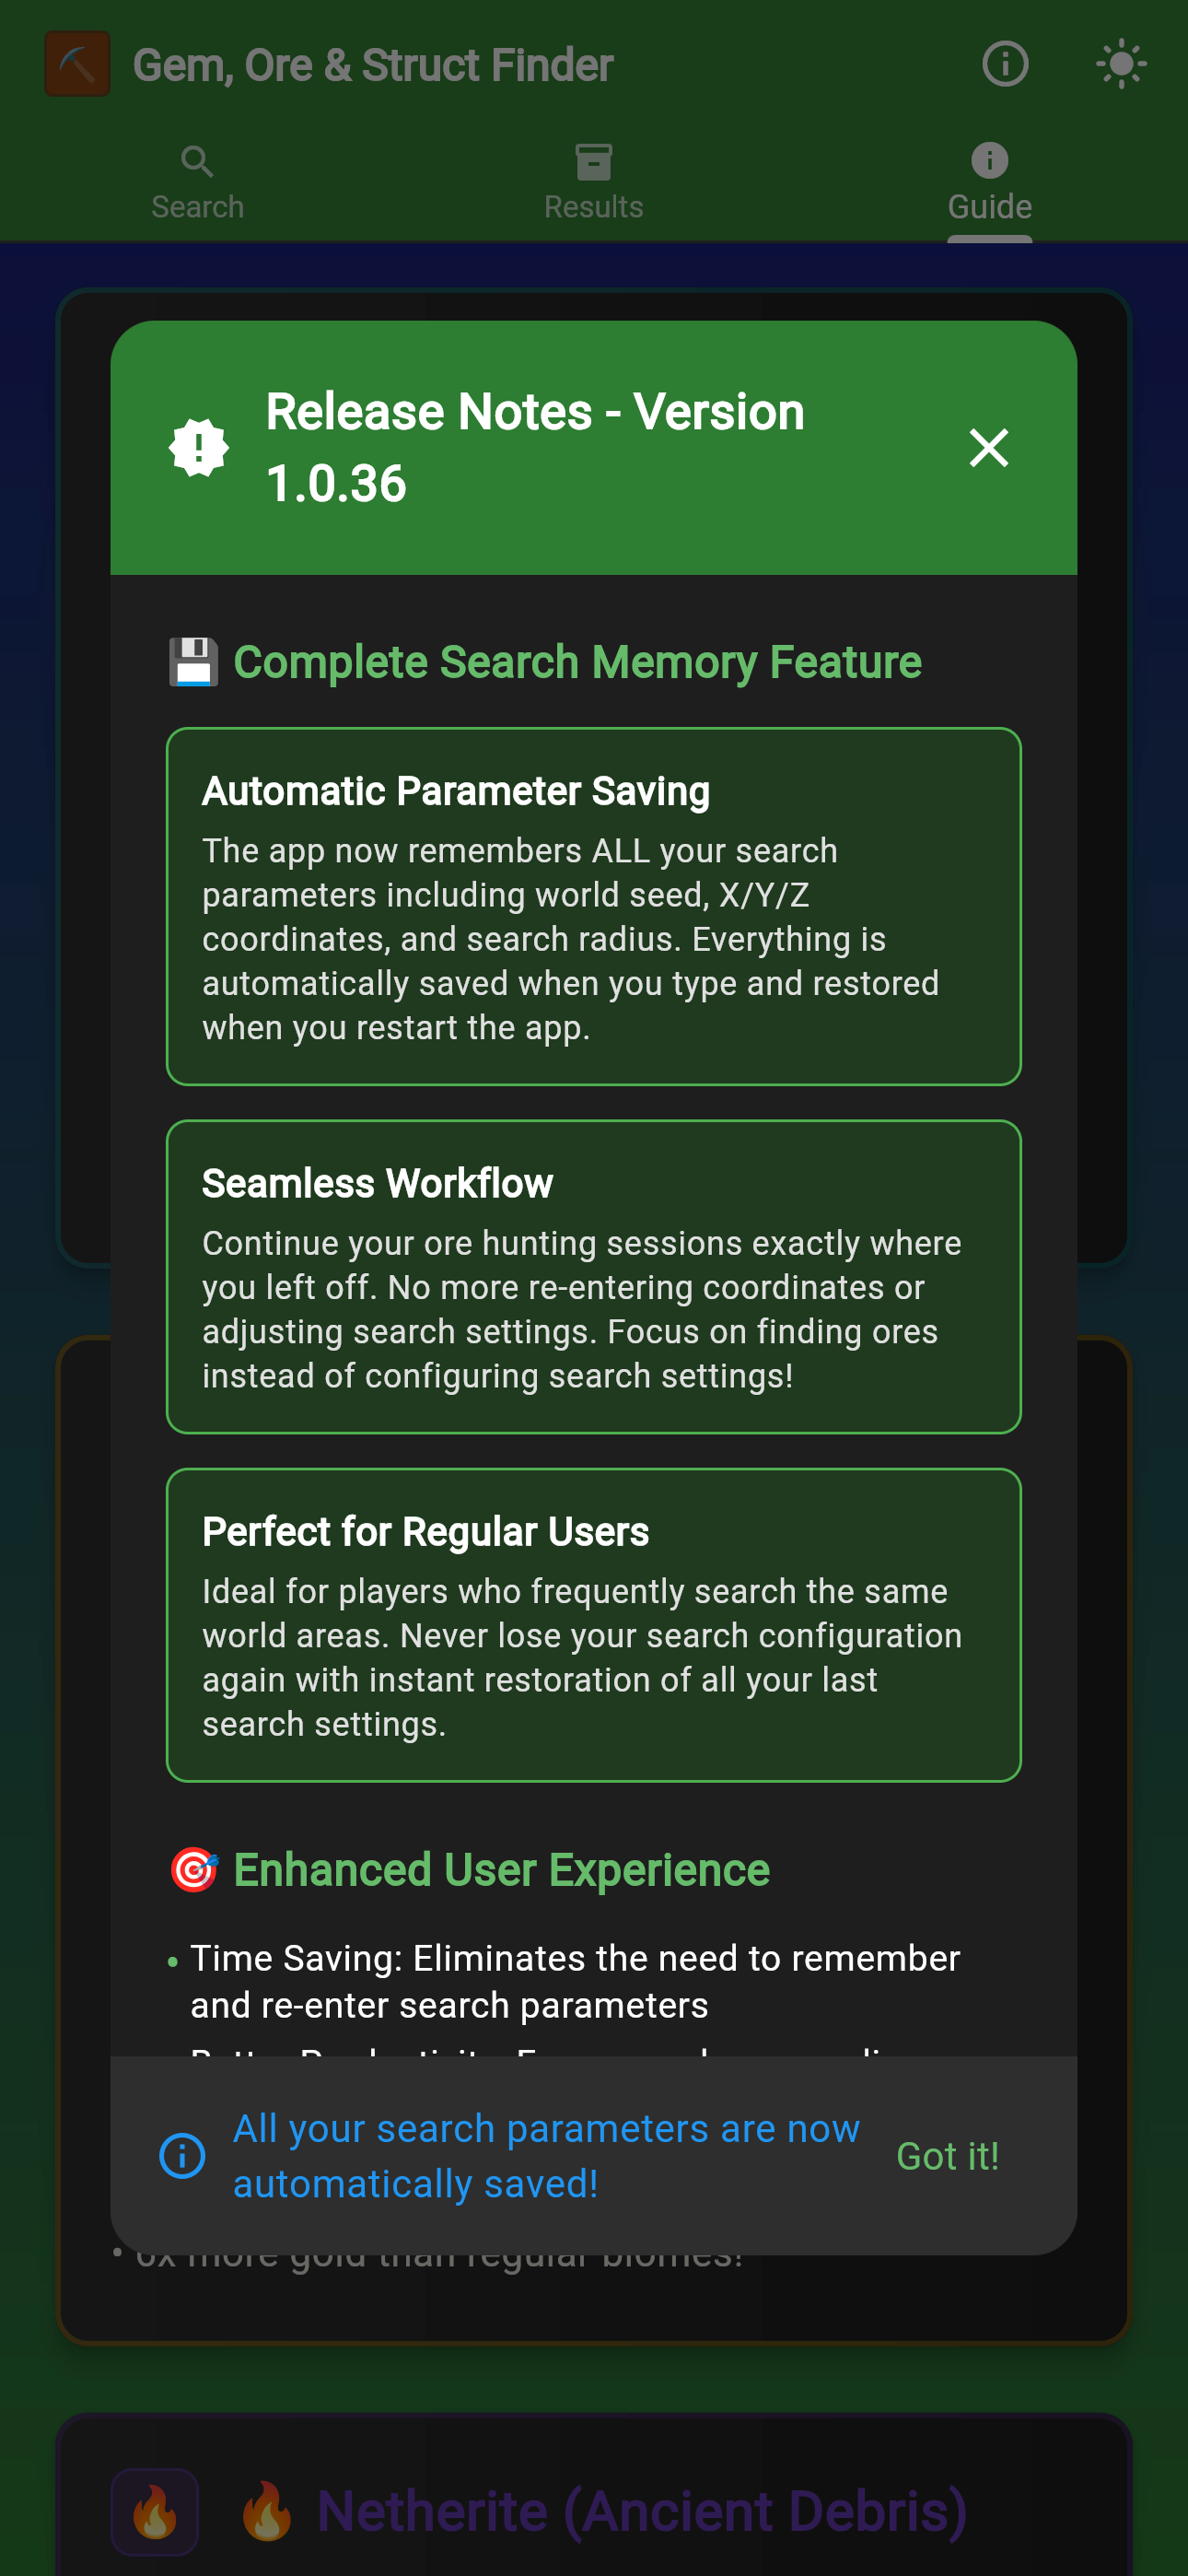 Gem, Ore & Struct Finder
Search
Results
Guide
Release Notes - Version
1.0.36
Complete Search Memory Feature
Automatic Parameter Saving
The app now remembers ALL your search
parameters including world seed, X/Y/Z
coordinates, and search radius. Everything is
automatically saved when you type and restored
when you restart the app.
Seamless Workflow
Continue your ore hunting sessions exactly where
you left off. No more re-entering coordinates or
adjusting search settings. Focus on finding ores
instead of configuring search settings!
Perfect for Regular Users
Ideal for players who frequently search the same
world areas. Never lose your search configuration
again with instant restoration of all your last
search settings.
Enhanced User Experience
• Time Saving: Eliminates the need to remember
and re-enter search parameters
All your search parameters are now
automatically saved!
Got it!
• 6x more gold than regular biomes!
Netherite (Ancient Debris)